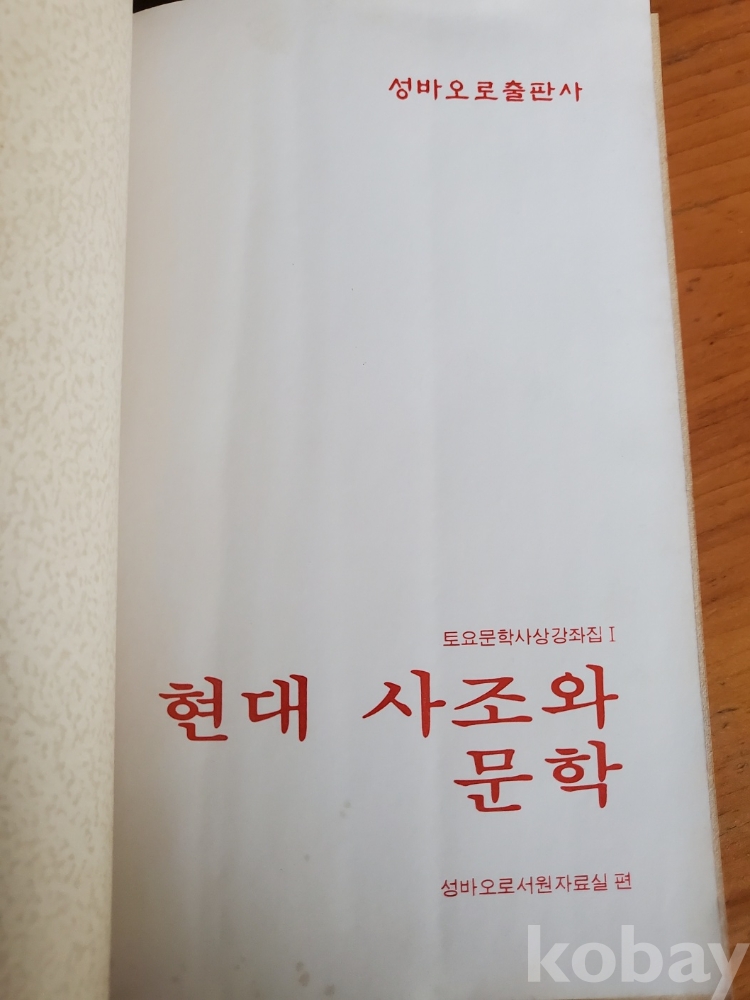 성바오로출판사
토요문학사상강좌집 I
현대 사조와
문학
성바오로서원자료실 편
kobay